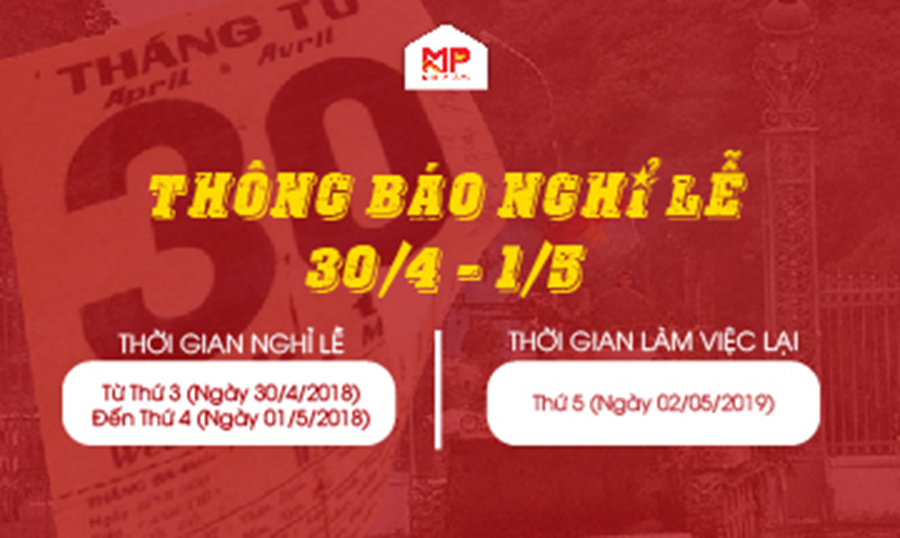 THÁNG TƯ
April & Avril
30
MP
THÔNG BÁO NGHỈ LỄ
30/4 - 1/5
THỜI GIAN NGHỈ LỄ
Từ Thứ 3 (Ngày 30/4/2018)
Đến Thứ 4 (Ngày 01/5/2018)
THỜI GIAN LÀM VIỆC LẠI
Thứ 5 (Ngày 02/05/2019)